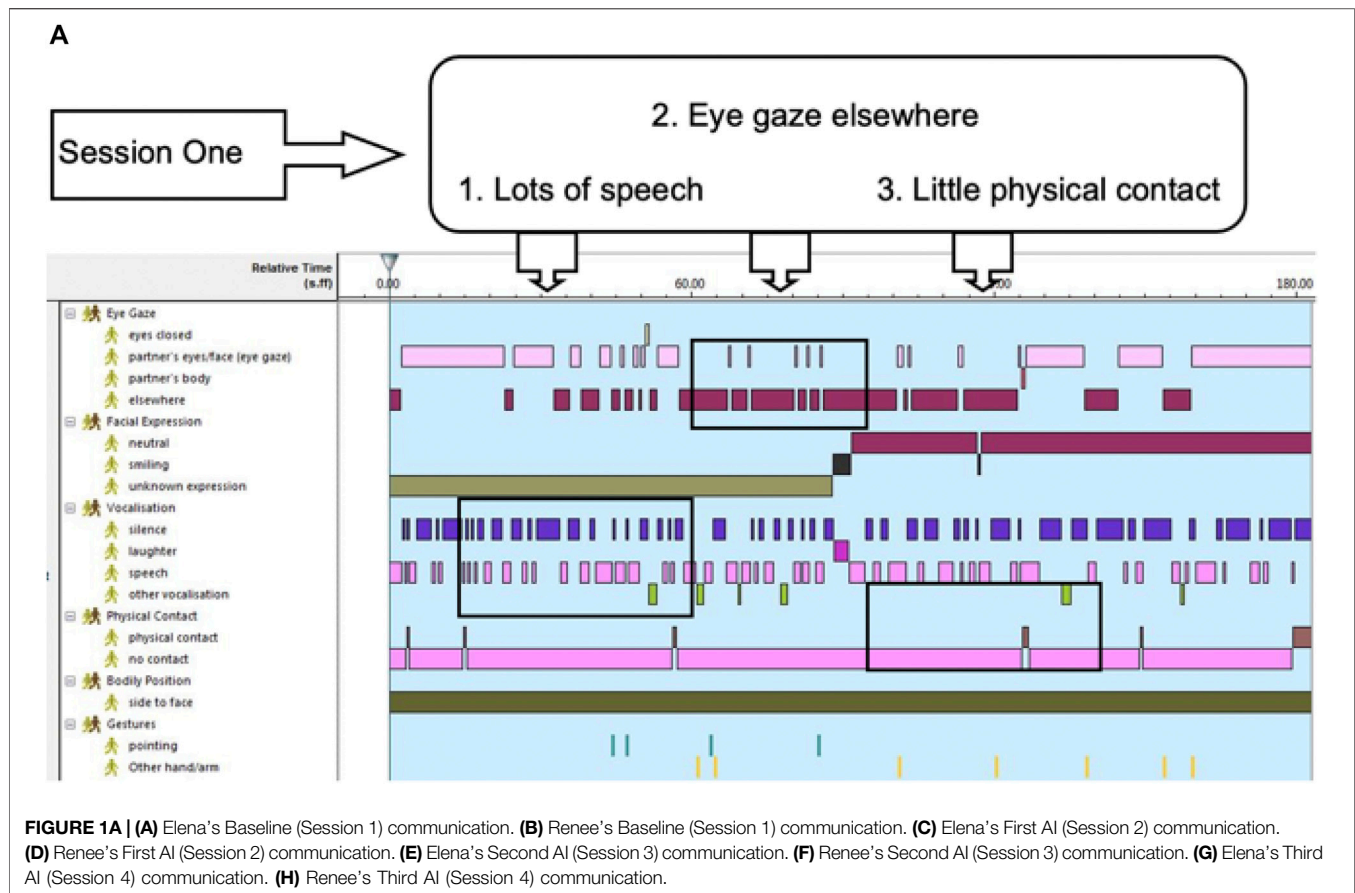 A
Session One
2. Eye gaze elsewhere
1. Lots of speech 3. Little physical contact
Relative Time
(s.ff)
0.00 60.00 .00 180.00
Eye Gaze
eyes closed
partner's eyes/face (eye gaze)
partner's body
elsewhere
Facial Expression
neutral
smiling
unknown expression
Vocalisation
silence
laughter
speech
other vocalisation
Physical Contact
physical contact
no contact
Bodily Position
side to face
Gestures
pointing
Other hand/arm
FIGURE 1A | (A) Elena's Baseline (Session 1) communication. (B) Renee's Baseline (Session 1) communication. (C) Elena's First AI (Session 2) communication.
(D) Renee's First AI (Session 2) communication. (E) Elena's Second AI (Session 3) communication. (F) Renee's Second AI (Session 3) communication. (G) Elena's Third
AI (Session 4) communication. (H) Renee's Third AI (Session 4) communication.